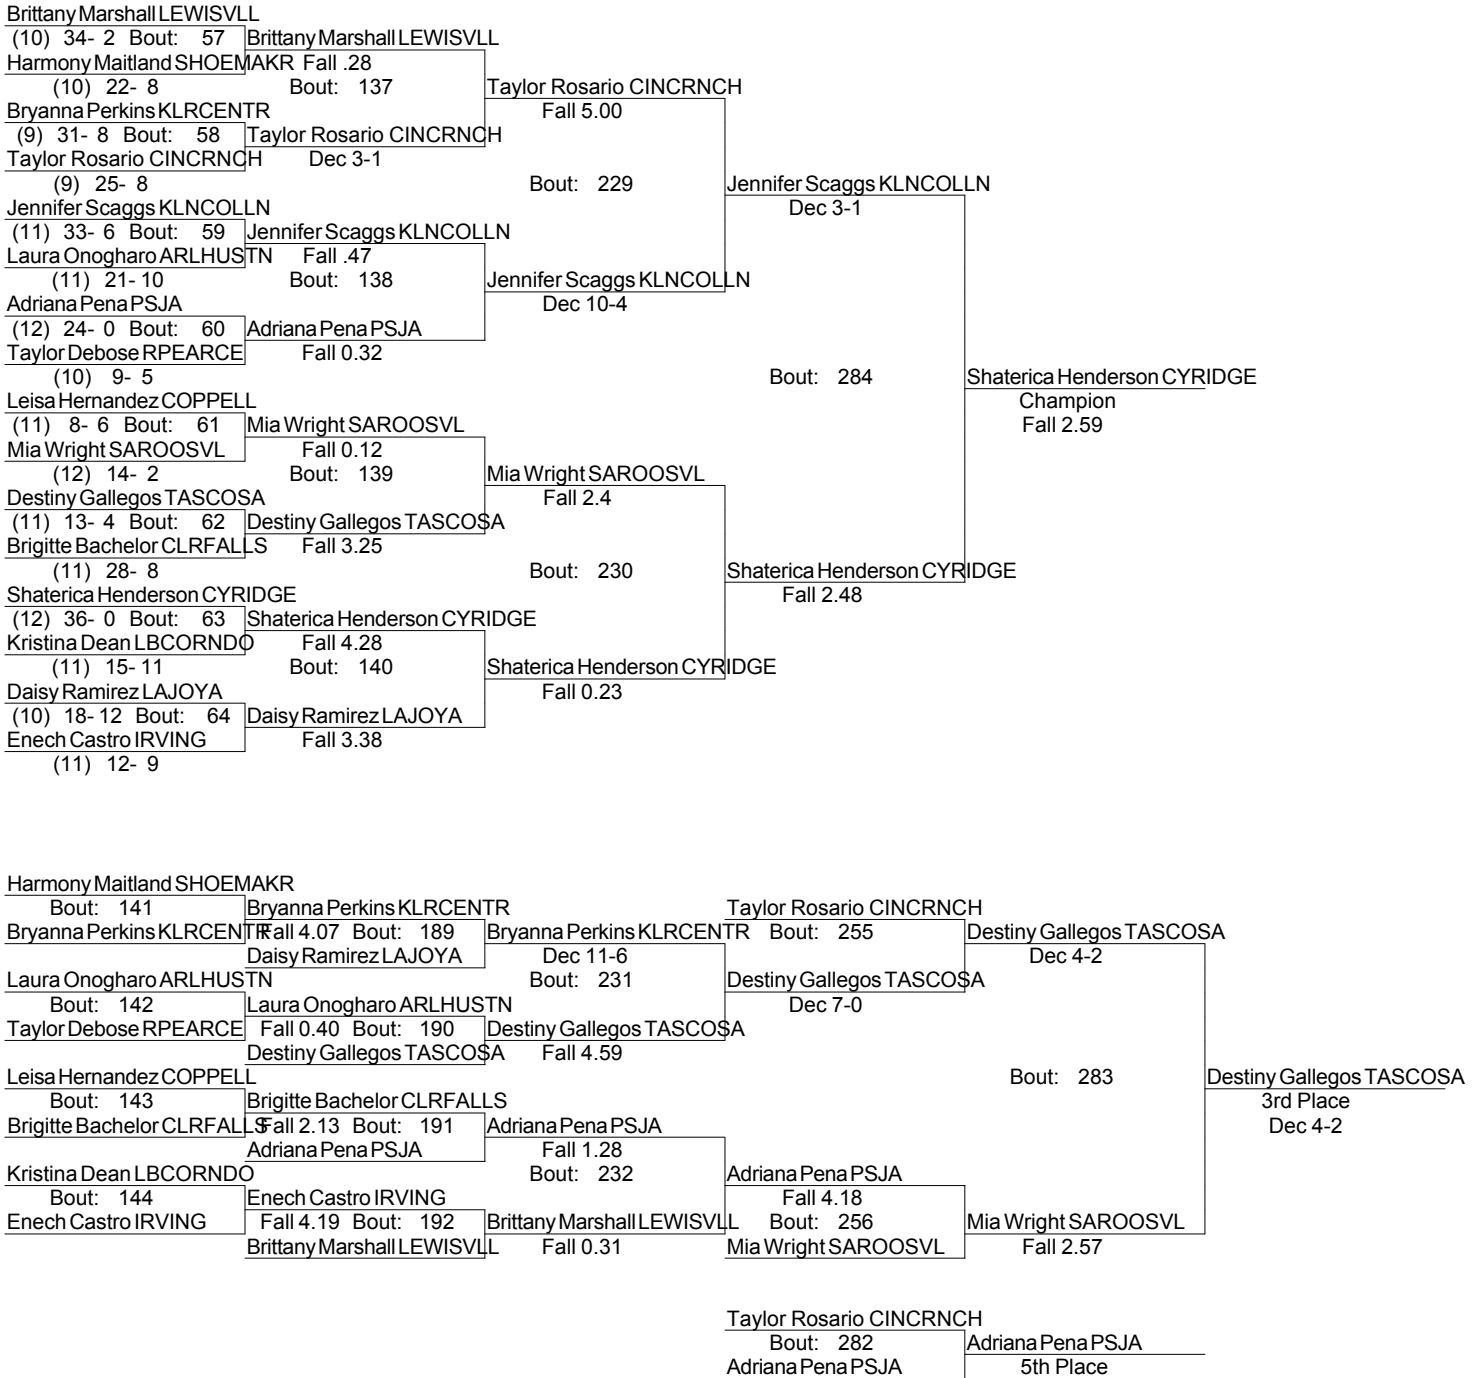 Brittany Marshall LEWISVLL
(10) 34- 2 Bout: 57 Brittany Marshall LEWISVLL
Harmony Maitland SHOEMAKR Fall .28
(10) 22- 8 Bout: 137 Taylor Rosario CINCRNCH
Bryanna Perkins KLRCENTR Fall 5.00
(9) 31- 8 Bout: 58 Taylor Rosario CINCRNCH
Taylor Rosario CINCRNCH Dec 3-1
(9) 25- 8 Bout: 229 Jennifer Scaggs KLNCOLLN
Jennifer Scaggs KLNCOLLN Dec 3-1
(11) 33- 6 Bout: 59 Jennifer Scaggs KLNCOLLN
Laura Onogharo ARLHUSTN Fall .47
(11) 21- 10 Bout: 138 Jennifer Scaggs KLNCOLLN
Adriana Pena PSJA Dec 10-4
(12) 24- 0 Bout: 60 Adriana Pena PSJA
Taylor Debose RPEARCE Fall 0.32
(10) 9- 5 Bout: 284 Shaterica Henderson CYRIDGE
Leisa Hernandez COPPELL Champion
(11) 8- 6 Bout: 61 Mia Wright SAROOSVL Fall 2.59
Mia Wright SAROOSVL Fall 0.12
(12) 14- 2 Bout: 139 Mia Wright SAROOSVL
Destiny Gallegos TASCOSA Fall 2.4
(11) 13- 4 Bout: 62 Destiny Gallegos TASCOSA
Brigitte Bachelor CLRFALLS Fall 3.25
(11) 28- 8 Bout: 230 Shaterica Henderson CYRIDGE
Shaterica Henderson CYRIDGE Fall 2.48
(12) 36- 0 Bout: 63 Shaterica Henderson CYRIDGE
Kristina Dean LBCORNDO Fall 4.28
(11) 15- 11 Bout: 140 Shaterica Henderson CYRIDGE
Daisy Ramirez LAJOYA Fall 0.23
(10) 18- 12 Bout: 64 Daisy Ramirez LAJOYA
Enech Castro IRVING Fall 3.38
(11) 12- 9
Harmony Maitland SHOEMAKR
Bout: 141 Bryanna Perkins KLRCENTR Taylor Rosario CINCRNCH
Bryanna Perkins KLRCENTR Fall 4.07 Bout: 189 Bryanna Perkins KLRCENTR Bout: 255 Destiny Gallegos TASCOSA
Daisy Ramirez LAJOYA Dec 11-6 Dec 4-2
Laura Onogharo ARLHUSTN Bout: 231 Destiny Gallegos TASCOSA
Bout: 142 Laura Onogharo ARLHUSTN Dec 7-0
Taylor Debose RPEARCE Fall 0.40 Bout: 190 Destiny Gallegos TASCOSA
Destiny Gallegos TASCOSA Fall 4.59
Leisa Hernandez COPPELL Bout: 283 Destiny Gallegos TASCOSA
Bout: 143 Brigitte Bachelor CLRFALLS 3rd Place
Brigitte Bachelor CLRFALLS Fall 2.13 Bout: 191 Adriana Pena PSJA Dec 4-2
Adriana Pena PSJA Fall 1.28
Kristina Dean LBCORNDO Bout: 232 Adriana Pena PSJA
Bout: 144 Enech Castro IRVING Fall 4.18
Enech Castro IRVING Fall 4.19 Bout: 192 Brittany Marshall LEWISVLL Bout: 256 Mia Wright SAROOSVL
Brittany Marshall LEWISVLL Fall 0.31 Mia Wright SAROOSVL Fall 2.57
Taylor Rosario CINCRNCH
Bout: 282 Adriana Pena PSJA
Adriana Pena PSJA 5th Place